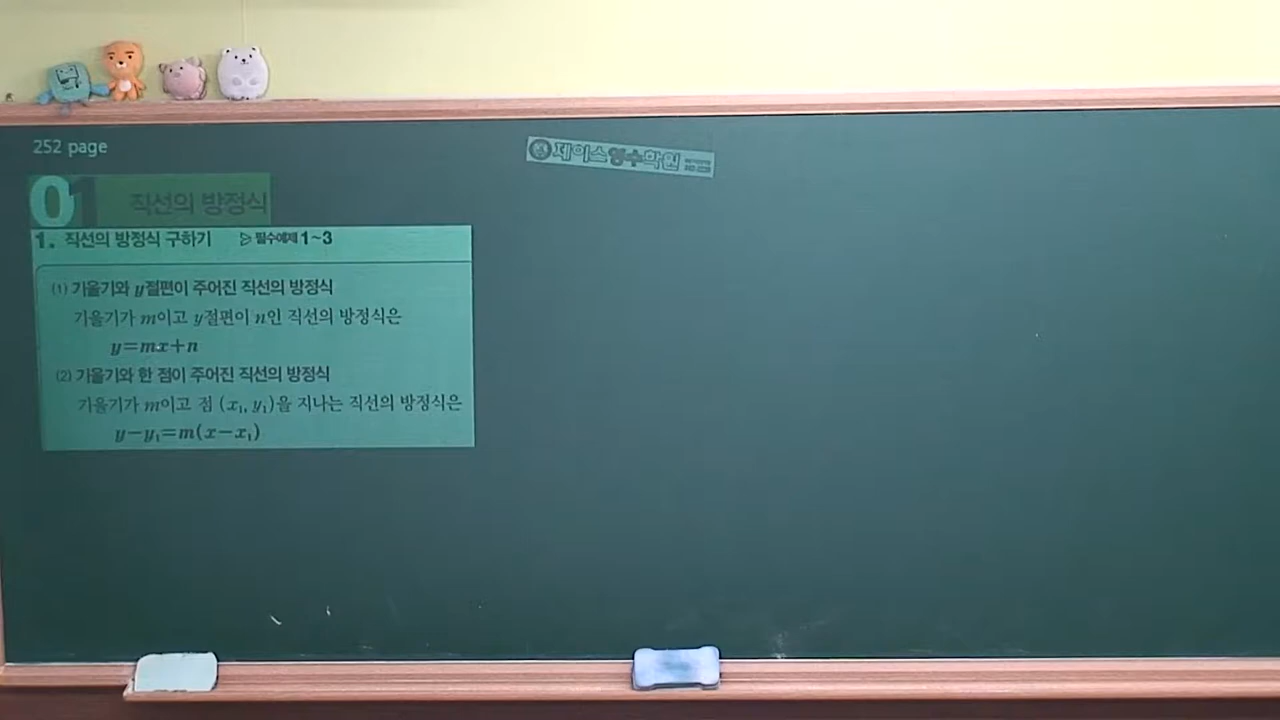 252 page
제이스영수학원
01 직선의 방정식
1. 직선의 방정식 구하기 ▷ 필수예제 1~3
(1) 기울기와 y절편이 주어진 직선의 방정식
기울기가 m이고 y절편이 n인 직선의 방정식은
y=mx+n
(2) 기울기와 한 점이 주어진 직선의 방정식
기울기가 m이고 점 (x₁, y₁)을 지나는 직선의 방정식은
y-y₁=m(x-x₁)